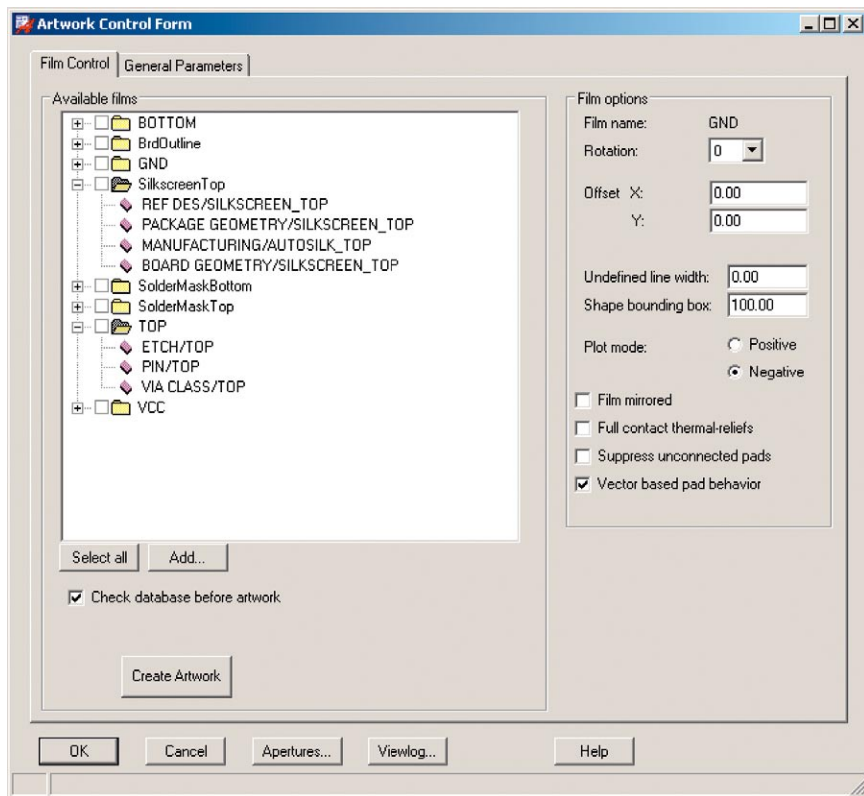 Artwork Control Form
Film Control
General Parameters
Available films
BOTTOM
BrdOutline
GND
SilkscreenTop
REF DES/SILKSCREEN_TOP
PACKAGE GEOMETRY/SILKSCREEN_TOP
MANUFACTURING/AUTOSILK_TOP
BOARD GEOMETRY/SILKSCREEN_TOP
SolderMaskBottom
SolderMaskTop
TOP
ETCH/TOP
PIN/TOP
VIA CLASS/TOP
VCC
Select all
Add...
Check database before artwork
Create Artwork
Film options
Film name: GND
Rotation: 0
Offset X: 0.00
Y: 0.00
Undefined line width: 0.00
Shape bounding box: 100.00
Plot mode: Positive
Negative
Film mirrored
Full contact thermal-reliefs
Suppress unconnected pads
Vector based pad behavior
OK
Cancel
Apertures...
Viewlog...
Help